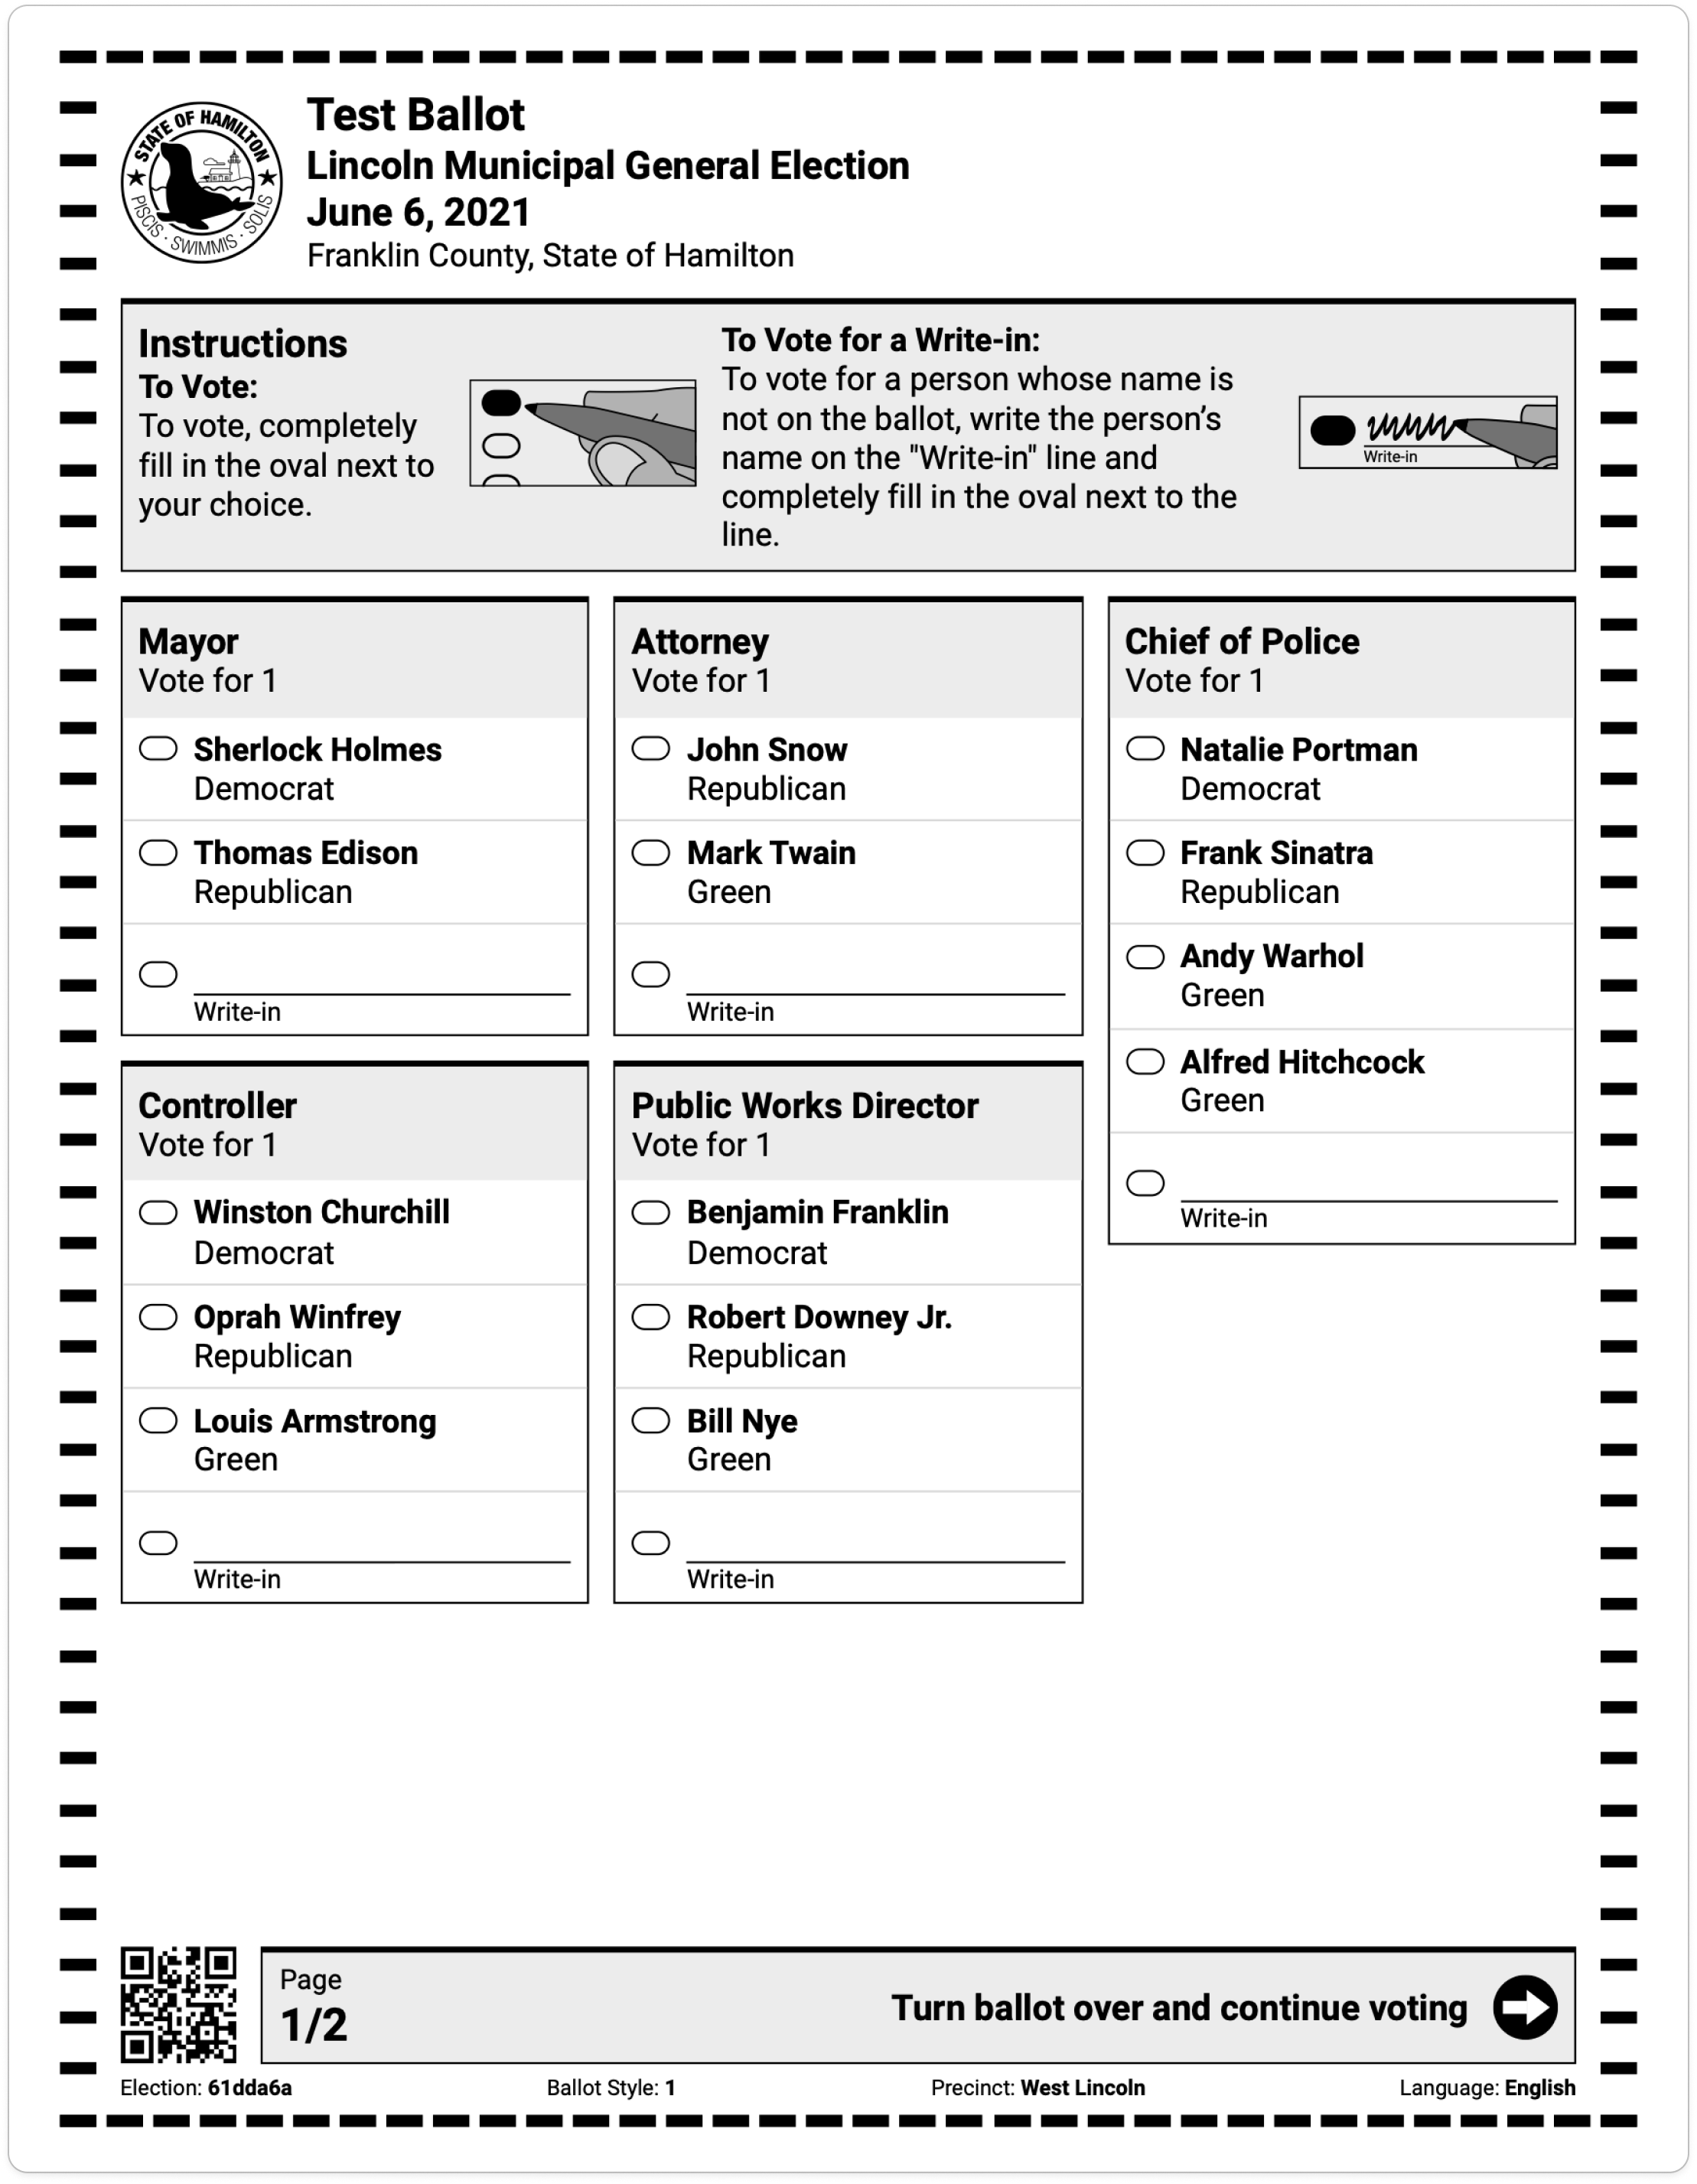 STATE OF HAMILTON
PISCIS · SWIMMIS · SOLIS
Test Ballot
Lincoln Municipal General Election
June 6, 2021
Franklin County, State of Hamilton
Instructions
To Vote:
To vote, completely
fill in the oval next to
your choice.
To Vote for a Write-in:
To vote for a person whose name is
not on the ballot, write the person’s
name on the "Write-in" line and
completely fill in the oval next to the
line.
Write-in
Mayor
Vote for 1
Sherlock Holmes
Democrat
Thomas Edison
Republican
Write-in
Controller
Vote for 1
Winston Churchill
Democrat
Oprah Winfrey
Republican
Louis Armstrong
Green
Write-in
Attorney
Vote for 1
John Snow
Republican
Mark Twain
Green
Write-in
Public Works Director
Vote for 1
Benjamin Franklin
Democrat
Robert Downey Jr.
Republican
Bill Nye
Green
Write-in
Chief of Police
Vote for 1
Natalie Portman
Democrat
Frank Sinatra
Republican
Andy Warhol
Green
Alfred Hitchcock
Green
Write-in
Page
1/2
Turn ballot over and continue voting
Election: 61dda6a
Ballot Style: 1
Precinct: West Lincoln
Language: English